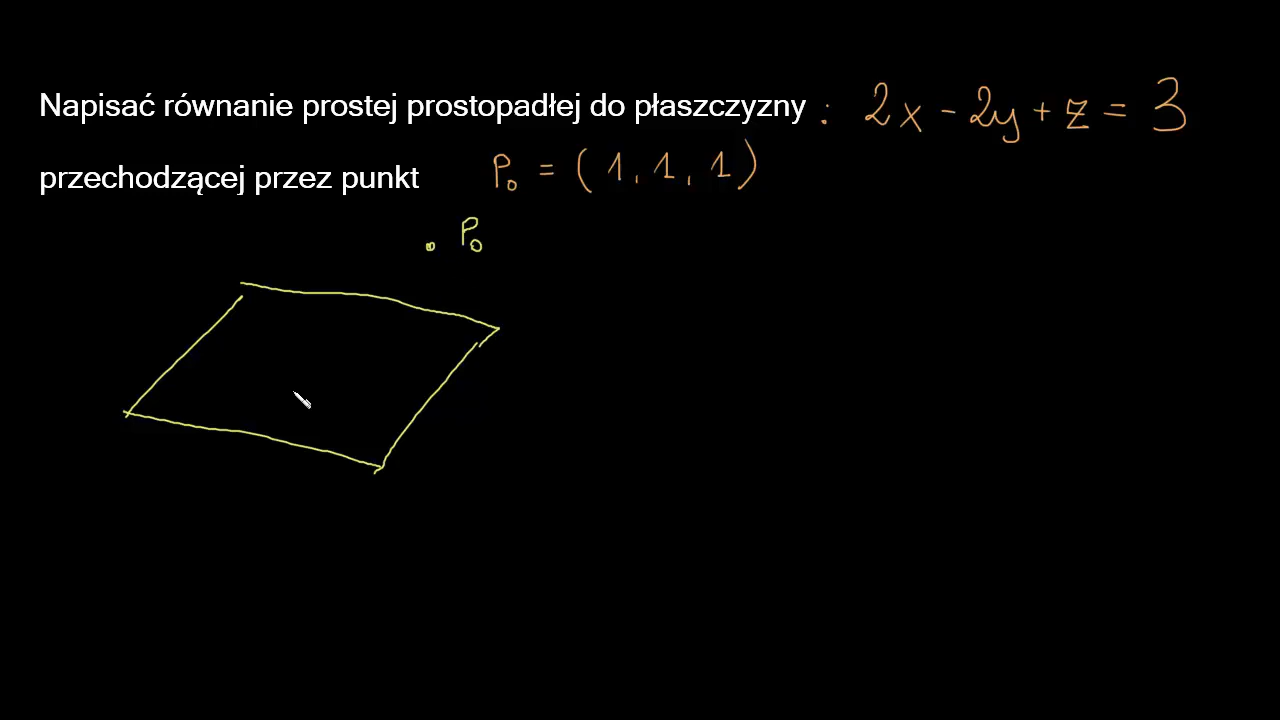 Napisać równanie prostej prostopadłej do płaszczyzny : 2x - 2y + z = 3
przechodzącej przez punkt P₀ = (1, 1, 1)
P₀